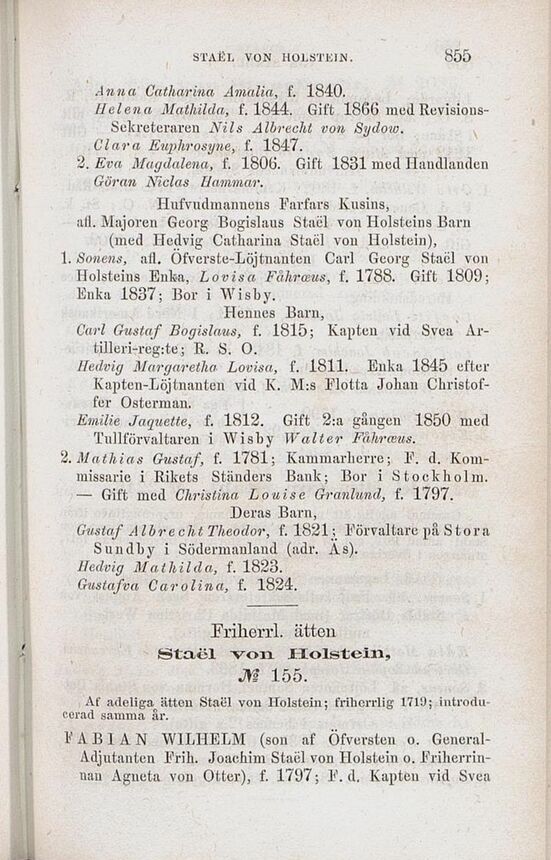 STAËL VON HOLSTEIN. 855
Anna Catharina Amalia, f. 1840.
Helena Mathilda, f. 1844. Gift 1866 med Revisions-
Sekreteraren Nils Albrecht von Sydow.
Clara Euphrosyne, f. 1847.
2. Eva Magdalena, f. 1806. Gift 1831 med Handlanden
Göran Niclas Hammar.
Hufvudmannens Farfars Kusins,
afl. Majoren Georg Bogislaus Staël von Holsteins Barn
(med Hedvig Catharina Staël von Holstein),
1. Sonens, afl. Öfverste-Löjtnanten Carl Georg Staël von
Holsteins Enka, Lovisa Fåhræus, f. 1788. Gift 1809;
Enka 1837; Bor i Wisby.
Hennes Barn,
Carl Gustaf Bogislaus, f. 1815; Kapten vid Svea Ar-
tilleri-reg:te; R. S. O.
Hedvig Margaretha Lovisa, f. 1811. Enka 1845 efter
Kapten-Löjtnanten vid K. M:s Flotta Johan Christof-
fer Osterman.
Emilie Jaquette, f. 1812. Gift 2:a gången 1850 med
Tullförvaltaren i Wisby Walter Fåhræus.
2. Mathias Gustaf, f. 1781; Kammarherre; F. d. Kom-
missarie i Rikets Ständers Bank; Bor i Stockholm.
— Gift med Christina Louise Granlund, f. 1797.
Deras Barn,
Gustaf Albrecht Theodor, f. 1821; Förvaltare på Stora
Sundby i Södermanland (adr. Ås).
Hedvig Mathilda, f. 1823.
Gustafva Carolina, f. 1824.
Friherrl. ätten
Staël von Holstein,
№ 155.
Af adeliga ätten Staël von Holstein; friherrlig 1719; introdu-
cerad samma år.
FABIAN WILHELM (son af Öfversten o. General-
Adjutanten Frih. Joachim Staël von Holstein o. Friherrin-
nan Agneta von Otter), f. 1797; F. d. Kapten vid Svea